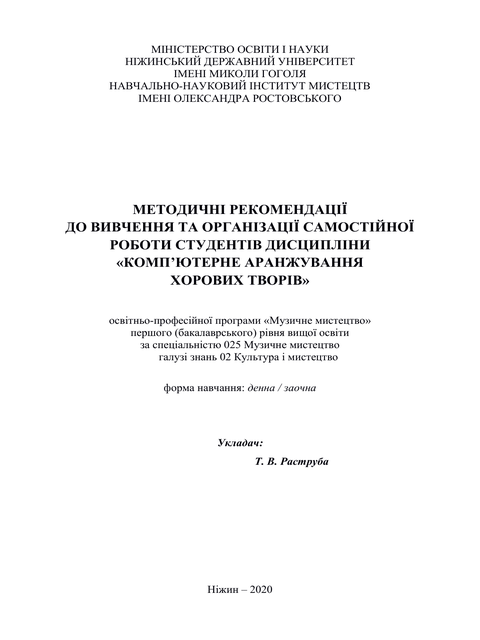 МІНІСТЕРСТВО ОСВІТИ І НАУКИ
НІЖИНСЬКИЙ ДЕРЖАВНИЙ УНІВЕРСИТЕТ
ІМЕНІ МИКОЛИ ГОГОЛЯ
НАВЧАЛЬНО-НАУКОВИЙ ІНСТИТУТ МИСТЕЦТВ
ІМЕНІ ОЛЕКСАНДРА РОСТОВСЬКОГО
МЕТОДИЧНІ РЕКОМЕНДАЦІЇ
ДО ВИВЧЕННЯ ТА ОРГАНІЗАЦІЇ САМОСТІЙНОЇ
РОБОТИ СТУДЕНТІВ ДИСЦИПЛІНИ
«КОМП’ЮТЕРНЕ АРАНЖУВАННЯ
ХОРОВИХ ТВОРІВ»
освітньо-професійної програми «Музичне мистецтво»
першого (бакалаврського) рівня вищої освіти
за спеціальністю 025 Музичне мистецтво
галузі знань 02 Культура і мистецтво
форма навчання: денна / заочна
Укладач:
Т. В. Раструба
Ніжин – 2020